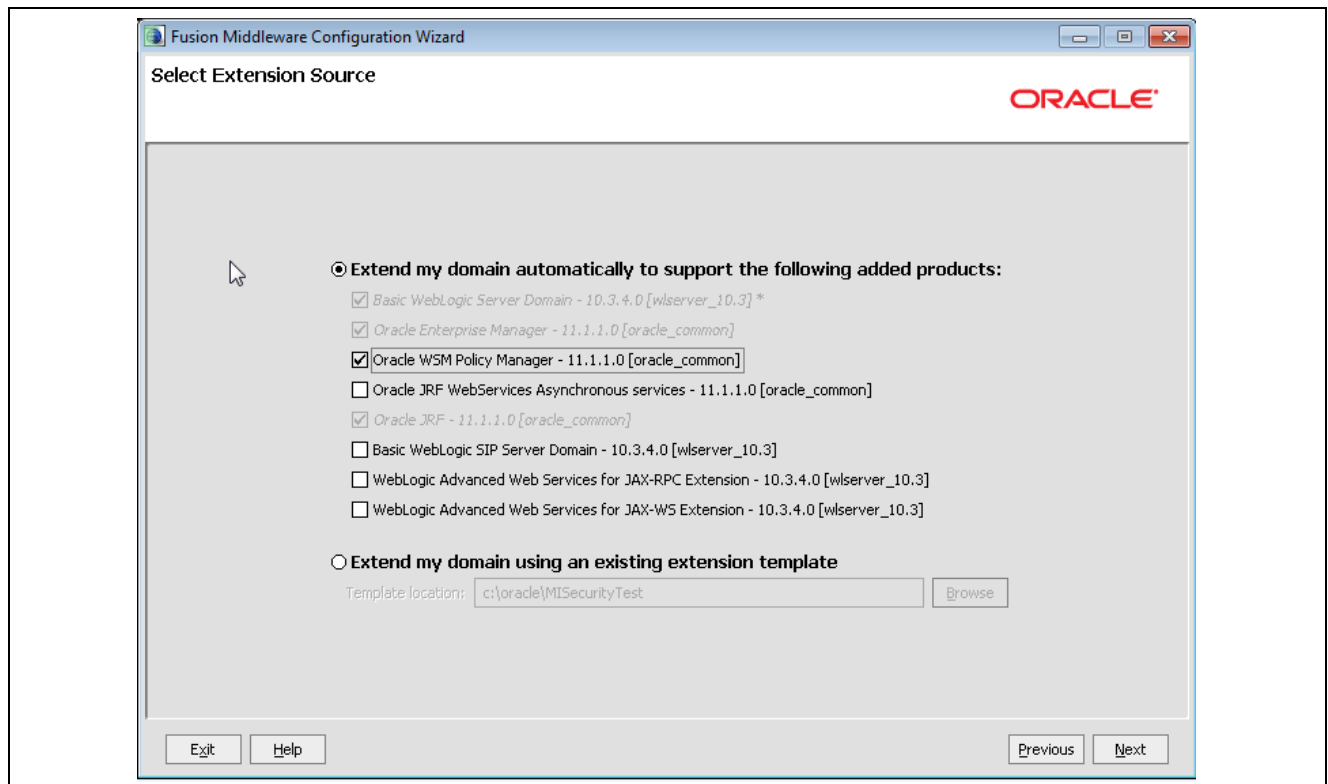 Fusion Middleware Configuration Wizard
Select Extension Source
ORACLE
Extend my domain automatically to support the following added products:
Basic WebLogic Server Domain - 10.3.4.0 [wlserver_10.3] *
Oracle Enterprise Manager - 11.1.1.0 [oracle_common]
Oracle WSM Policy Manager - 11.1.1.0 [oracle_common]
Oracle JRF WebServices Asynchronous services - 11.1.1.0 [oracle_common]
Oracle JRF - 11.1.1.0 [oracle_common]
Basic WebLogic SIP Server Domain - 10.3.4.0 [wlserver_10.3]
WebLogic Advanced Web Services for JAX-RPC Extension - 10.3.4.0 [wlserver_10.3]
WebLogic Advanced Web Services for JAX-WS Extension - 10.3.4.0 [wlserver_10.3]
Extend my domain using an existing extension template
Template location: c:\oracle\MISecurityTest Browse
Exit Help Previous Next